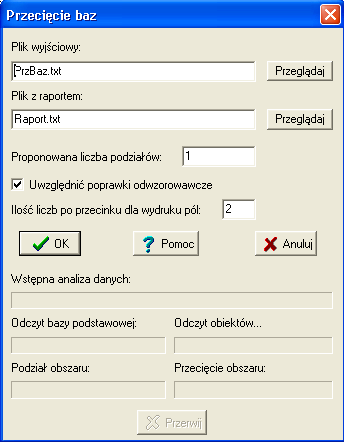 Przecięcie baz
Plik wyjściowy:
PrzBaz.txt
Przeglądaj
Plik z raportem:
Raport.txt
Przeglądaj
Proponowana liczba podziałów:
1
Uwzględnić poprawki odwzorowawcze
Ilość liczb po przecinku dla wydruku pól:
2
OK
Pomoc
Anuluj
Wstępna analiza danych:
Odczyt bazy podstawowej:
Odczyt obiektów...
Podział obszaru:
Przecięcie obszaru:
Przerwij